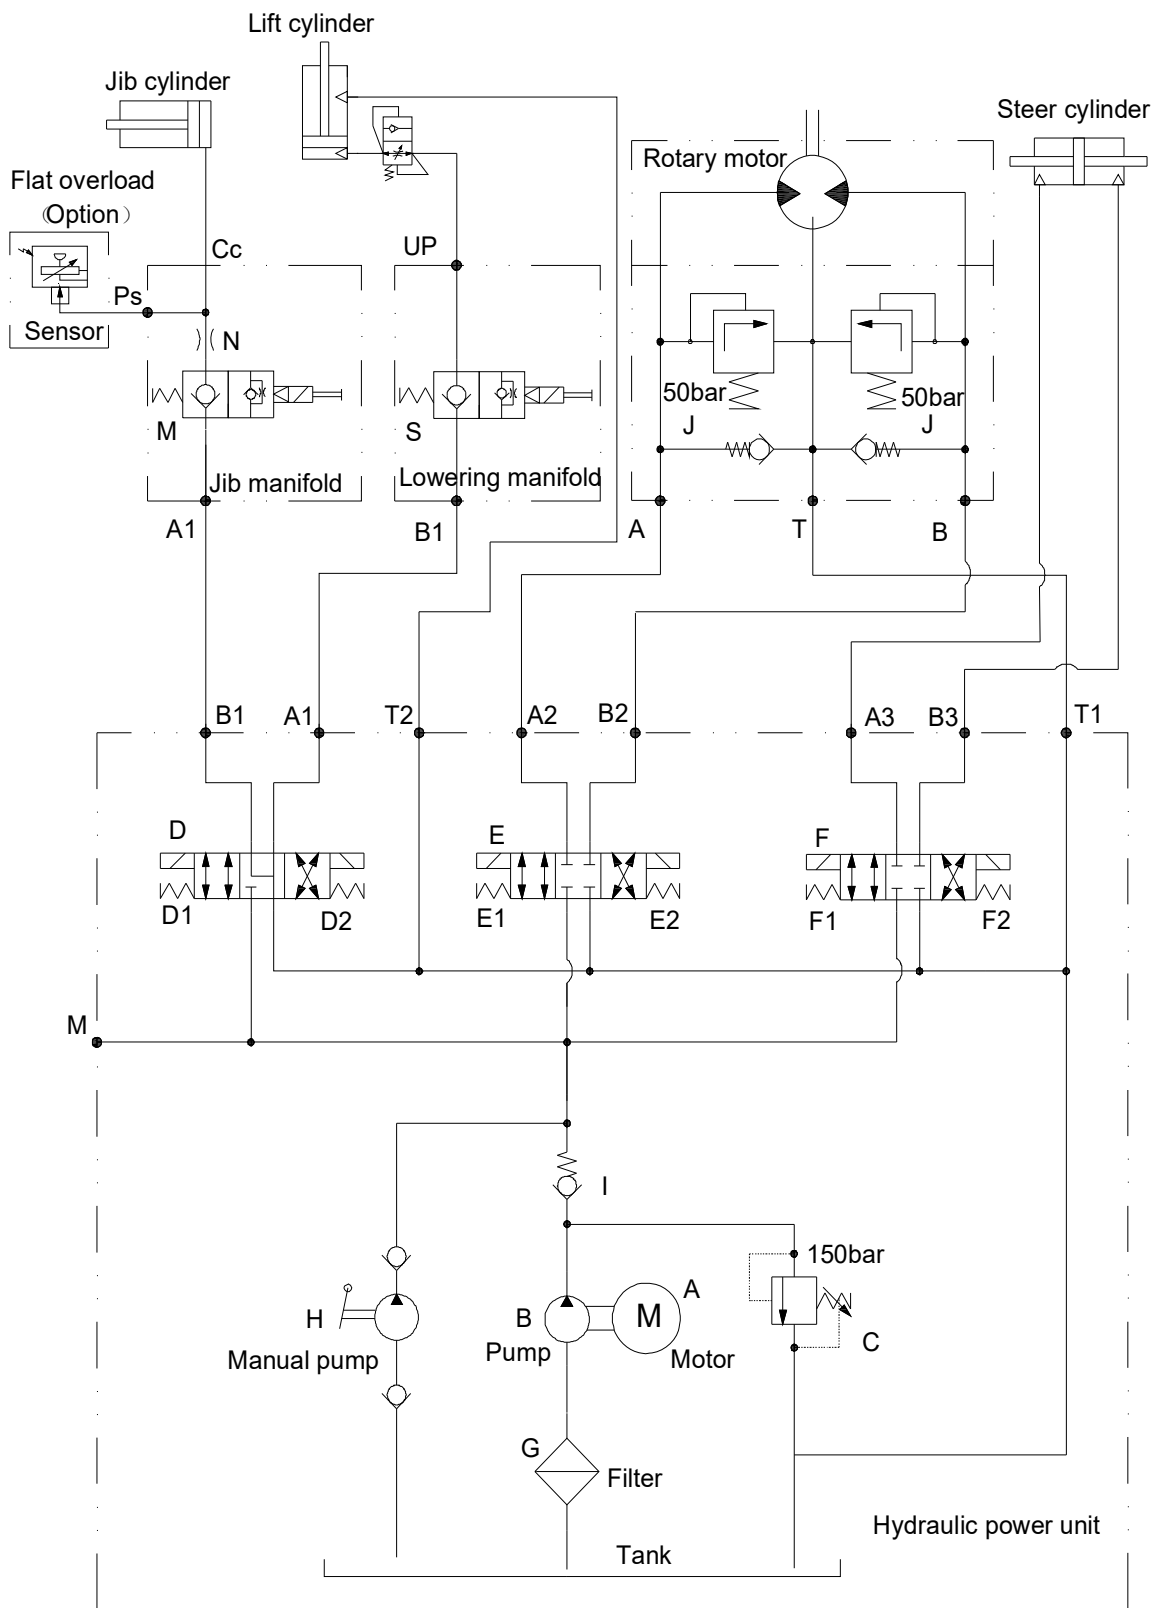 Lift cylinder
Jib cylinder
Steer cylinder
Rotary motor
Flat overload
(Option)
Cc
UP
Ps
Sensor
N
50bar
50bar
J
J
M
S
Jib manifold
Lowering manifold
A1
B1
A
T
B
B1
A1
T2
A2
B2
A3
B3
T1
D
E
F
D1
D2
E1
E2
F1
F2
M
I
150bar
A
H
B
M
C
Manual pump
Pump
Motor
G
Filter
Hydraulic power unit
Tank